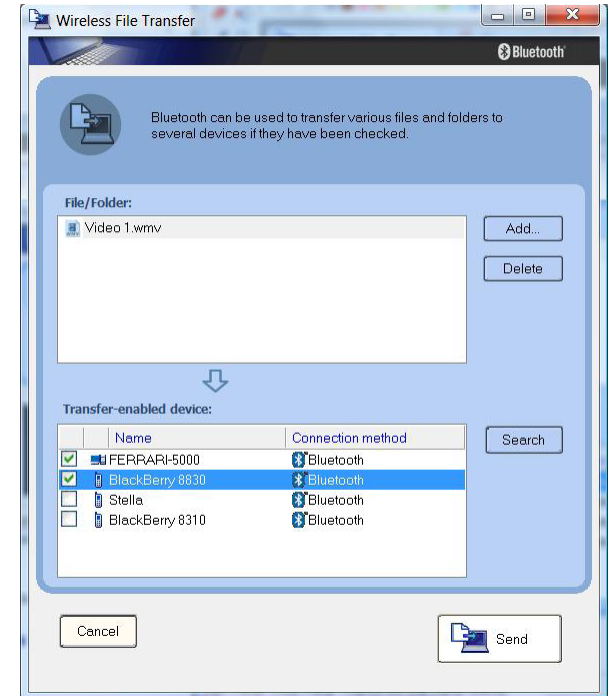 Wireless File Transfer
Bluetooth
Bluetooth can be used to transfer various files and folders to
several devices if they have been checked.
File/Folder:
Video 1.wmv
Add...
Delete
Transfer-enabled device:
Name Connection method
Search
FERRARI-5000 Bluetooth
BlackBerry 8830 Bluetooth
Stella Bluetooth
BlackBerry 8310 Bluetooth
Cancel
Send